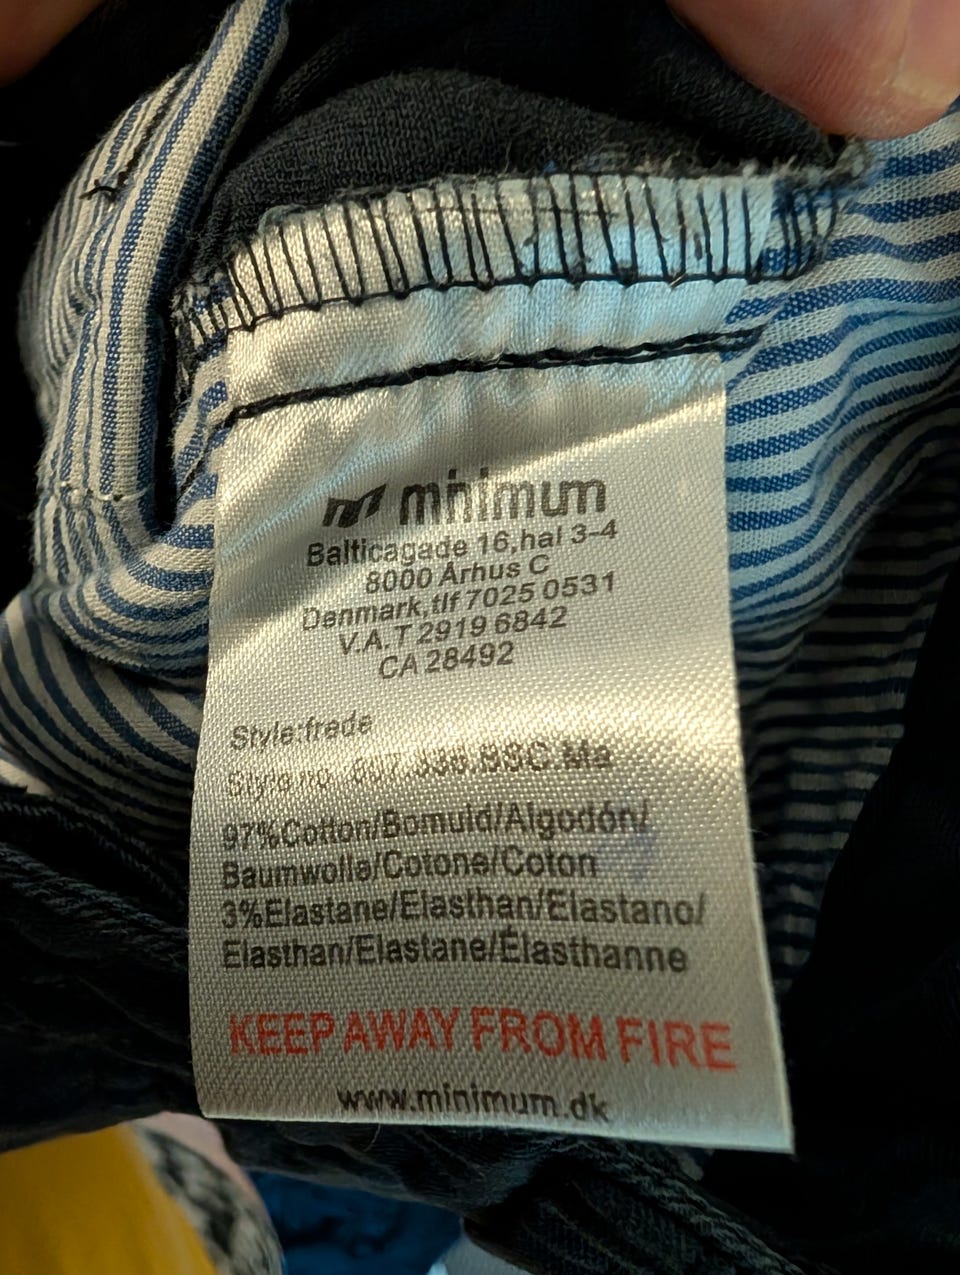 minimum
Balticagade 16,hal 3-4
8000 Århus C
Denmark,tlf 7025 0531
V.A.T 2919 6842
CA 28492
Style:frede
Style.no
97%Cotton/Bomuld/Algodón/
Baumwolle/Cotone/Coton
3%Elastane/Elasthan/Elastano/
Elasthan/Elastane/Élasthanne
KEEP AWAY FROM FIRE
www.minimum.dk